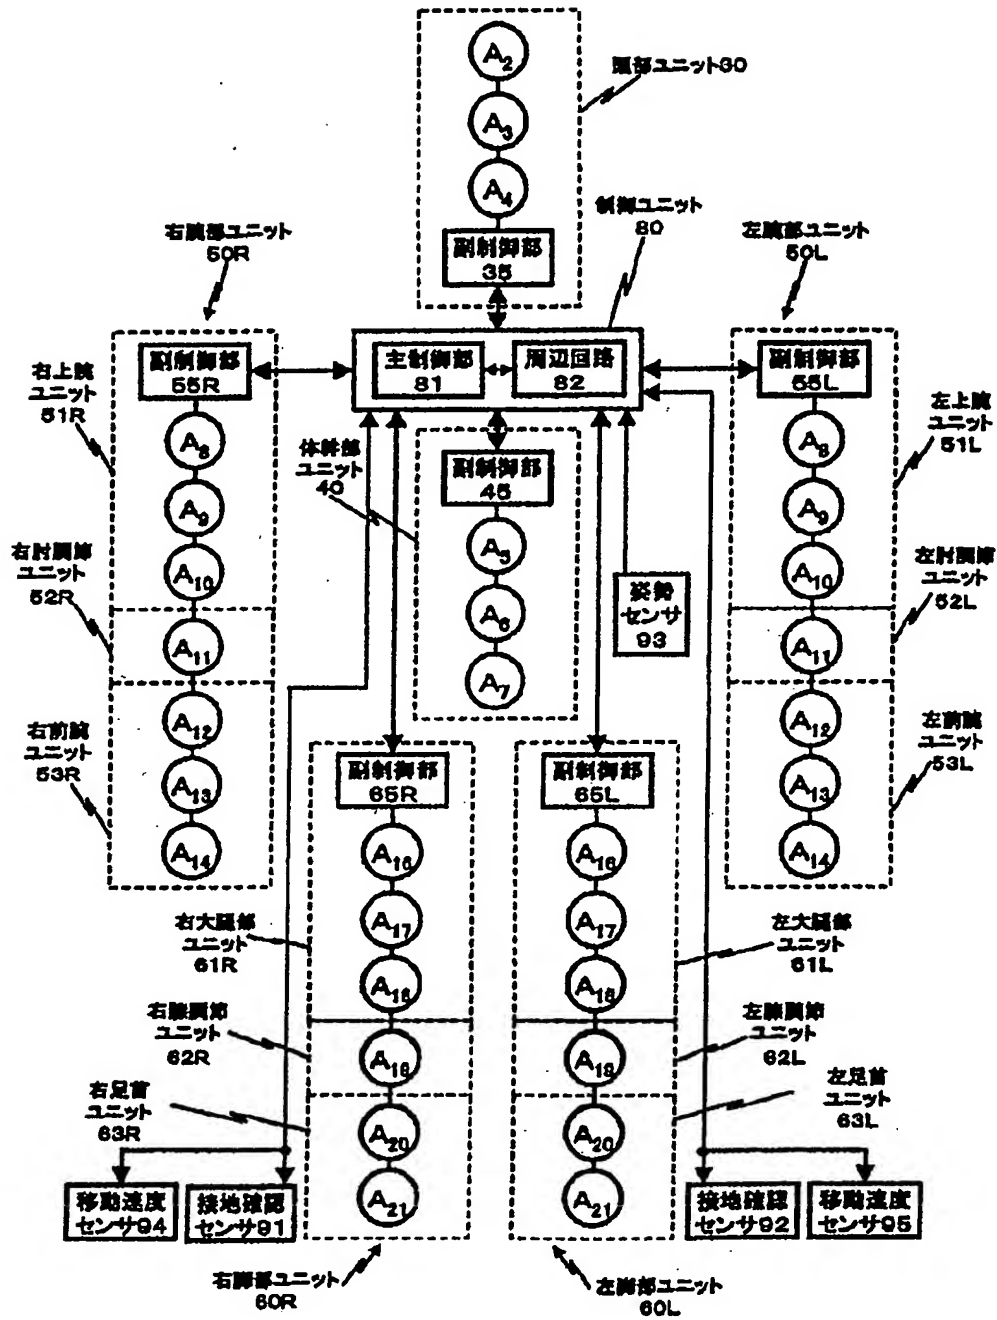 A2
A3
A4
副制御部
35
頭部ユニット30
制御ユニット
80
右腕部ユニット
50R
左腕部ユニット
50L
主制御部
81
周辺回路
82
右上腕
ユニット
51R
副制御部
55R
A8
A9
A10
右肘関節
ユニット
52R
A11
右前腕
ユニット
53R
A12
A13
A14
体幹部
ユニット
40
副制御部
45
A5
A6
A7
姿勢
センサ
93
副制御部
55L
A8
A9
A10
左上腕
ユニット
51L
A11
左肘関節
ユニット
52L
A12
A13
A14
左前腕
ユニット
53L
副制御部
65R
A16
A17
A18
右大腿部
ユニット
61R
右膝関節
ユニット
62R
A19
右足首
ユニット
63R
A20
A21
副制御部
65L
A16
A17
A18
左大腿部
ユニット
61L
A19
左膝関節
ユニット
62L
A20
A21
左足首
ユニット
63L
移動速度
センサ94
接地確認
センサ91
接地確認
センサ92
移動速度
センサ95
右脚部ユニット
60R
左脚部ユニット
60L